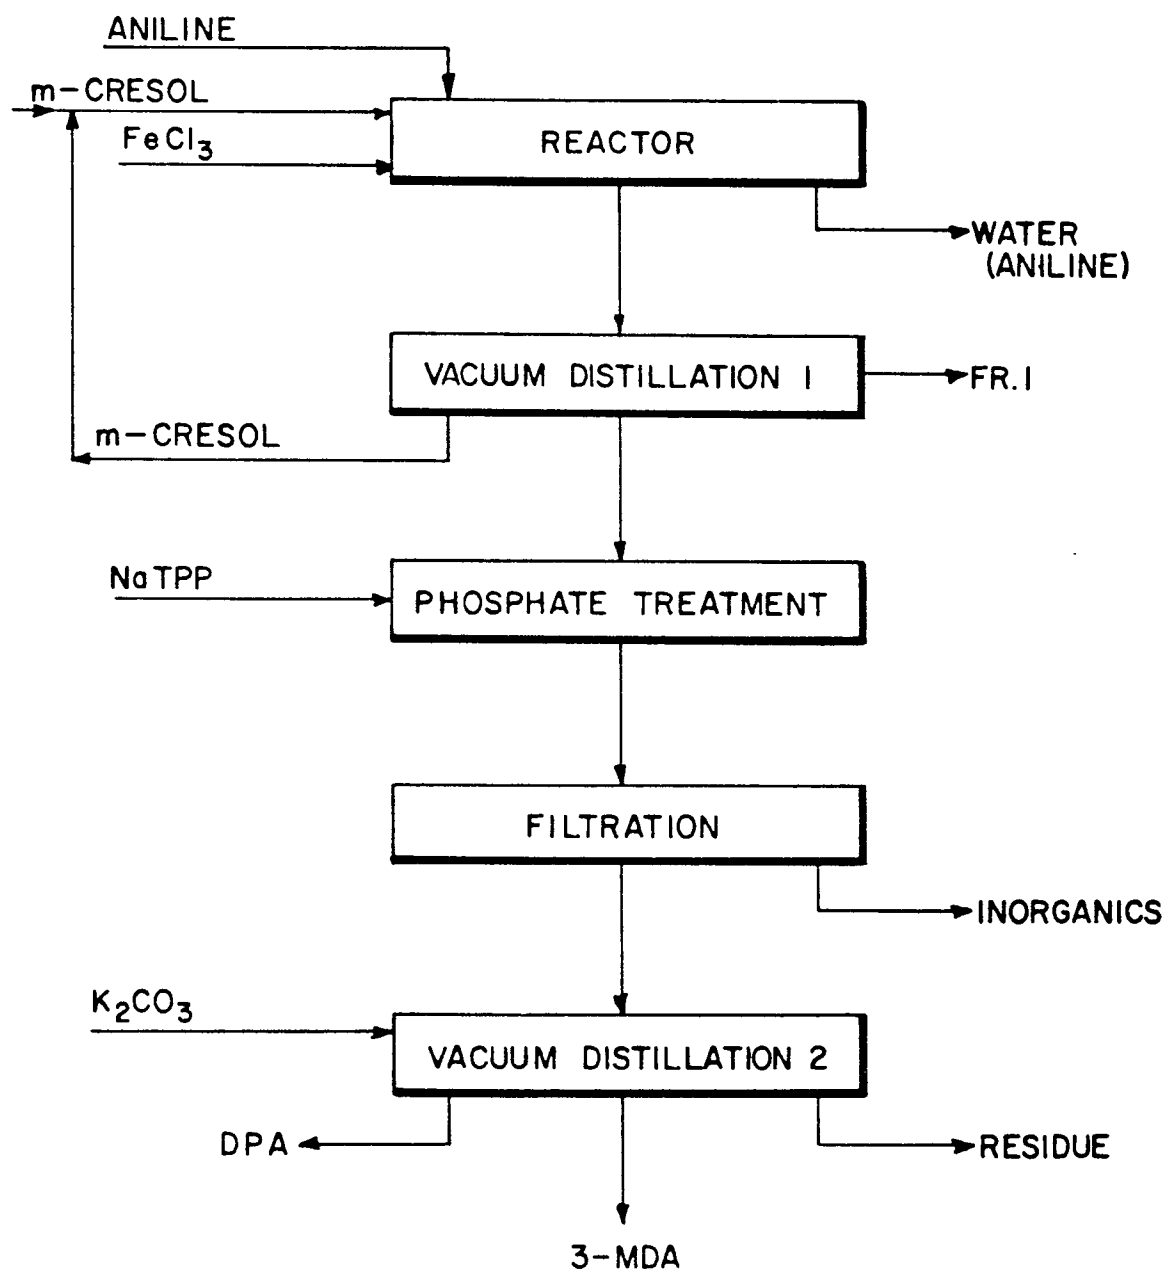 ANILINE
m-CRESOL
FeCl₃
REACTOR
WATER
(ANILINE)
VACUUM DISTILLATION 1
FR.1
m-CRESOL
NaTPP
PHOSPHATE TREATMENT
FILTRATION
INORGANICS
K₂CO₃
VACUUM DISTILLATION 2
DPA
RESIDUE
3-MDA